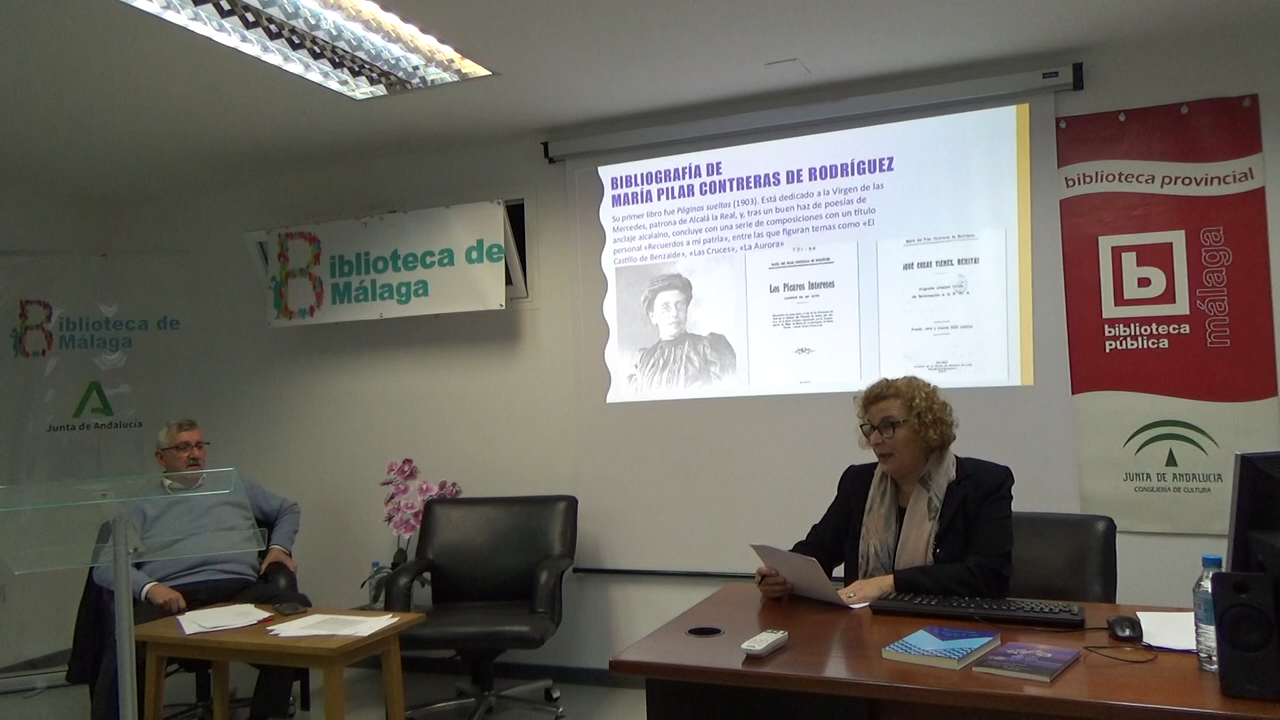 BIBLIOGRAFÍA DE
MARÍA PILAR CONTRERAS DE RODRÍGUEZ
Su primer libro fue Páginas sueltas (1903). Está dedicado a la Virgen de las
Mercedes, patrona de Alcalá la Real, y, tras un buen haz de poesías de
anclaje alcalaíno, concluye con una serie de composiciones con un título
personal «Recuerdos a mi patria», entre las que figuran temas como «El
Castillo de Benzaide», «Las Cruces», «La Aurora»
Los Pícaros Intereses
¡QUÉ COSAS TIENES, BENITA!
Biblioteca de
Málaga
Biblioteca de
Málaga
Junta de Andalucía
biblioteca provincial
b
biblioteca
pública
málaga
JUNTA DE ANDALUCIA
CONSEJERÍA DE CULTURA